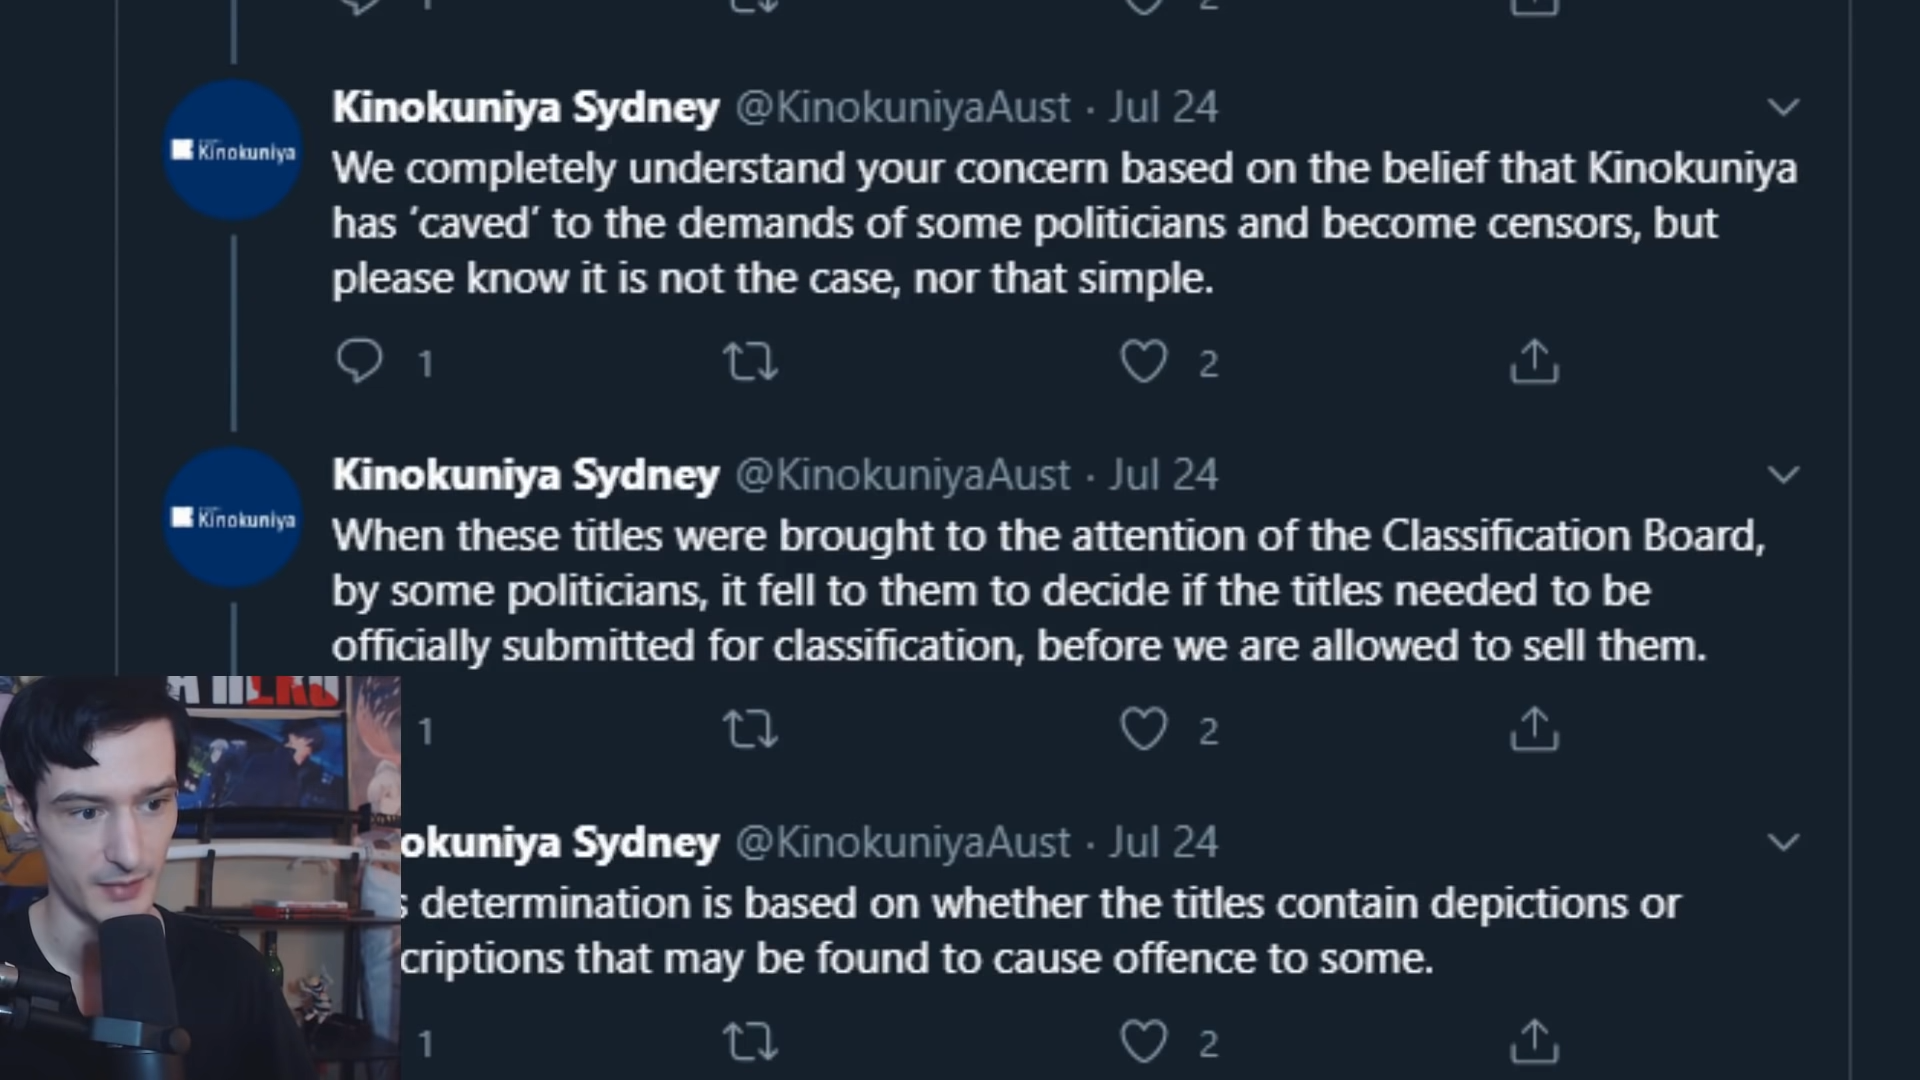 1 2
Kinokuniya Sydney @KinokuniyaAust · Jul 24
Kinokuniya
We completely understand your concern based on the belief that Kinokuniya
has ‘caved’ to the demands of some politicians and become censors, but
please know it is not the case, nor that simple.
1 2
Kinokuniya Sydney @KinokuniyaAust · Jul 24
Kinokuniya
When these titles were brought to the attention of the Classification Board,
by some politicians, it fell to them to decide if the titles needed to be
officially submitted for classification, before we are allowed to sell them.
1 2
okuniya Sydney @KinokuniyaAust · Jul 24
s determination is based on whether the titles contain depictions or
criptions that may be found to cause offence to some.
1 2
A HERO